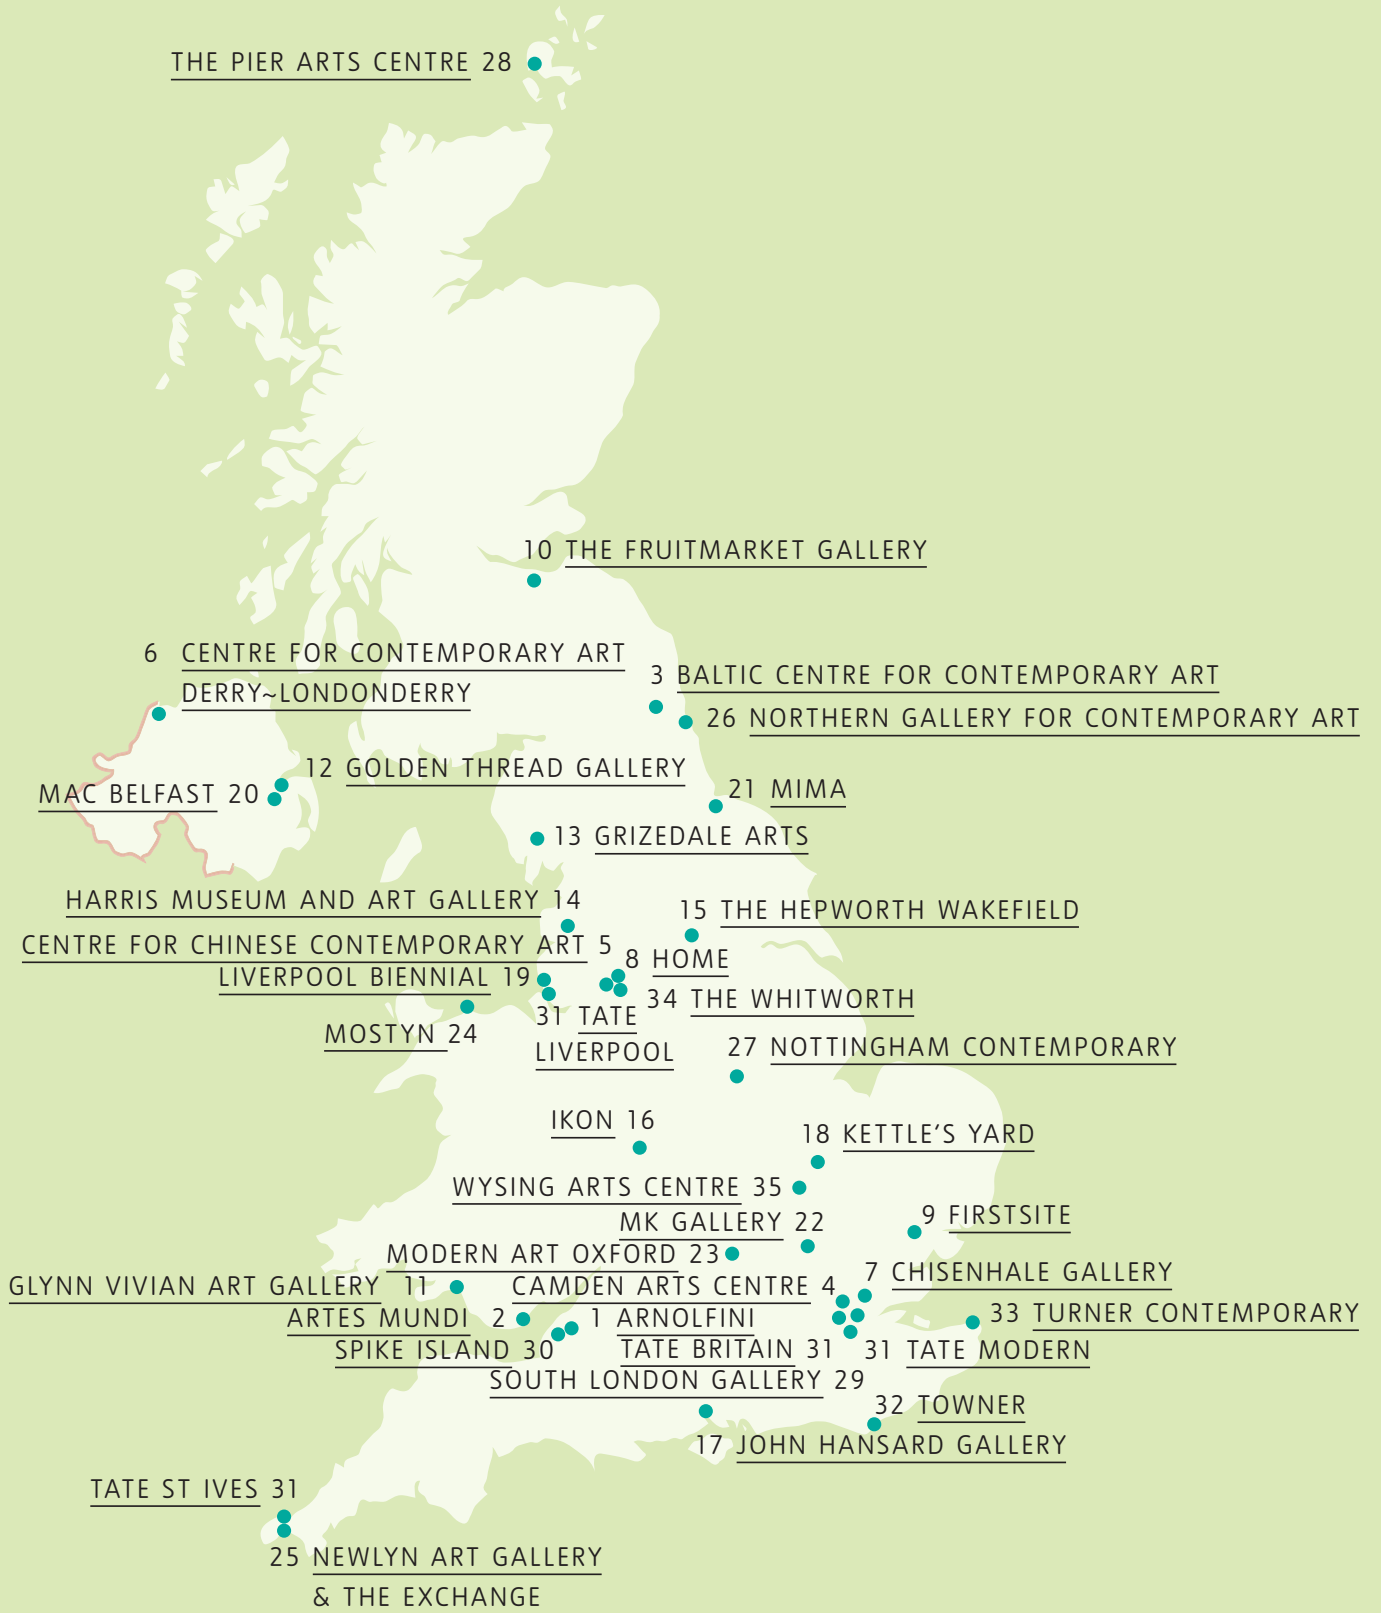 THE PIER ARTS CENTRE 28
10 THE FRUITMARKET GALLERY
6 CENTRE FOR CONTEMPORARY ART
DERRY~LONDONDERRY
3 BALTIC CENTRE FOR CONTEMPORARY ART
26 NORTHERN GALLERY FOR CONTEMPORARY ART
12 GOLDEN THREAD GALLERY
MAC BELFAST 20
21 MIMA
13 GRIZEDALE ARTS
HARRIS MUSEUM AND ART GALLERY 14
15 THE HEPWORTH WAKEFIELD
CENTRE FOR CHINESE CONTEMPORARY ART 5
8 HOME
LIVERPOOL BIENNIAL 19
34 THE WHITWORTH
31 TATE
LIVERPOOL
MOSTYN 24
27 NOTTINGHAM CONTEMPORARY
IKON 16
18 KETTLE'S YARD
WYSING ARTS CENTRE 35
9 FIRSTSITE
MK GALLERY 22
MODERN ART OXFORD 23
7 CHISENHALE GALLERY
GLYNN VIVIAN ART GALLERY 11
CAMDEN ARTS CENTRE 4
33 TURNER CONTEMPORARY
ARTES MUNDI 2
1 ARNOLFINI
SPIKE ISLAND 30
TATE BRITAIN 31
31 TATE MODERN
SOUTH LONDON GALLERY 29
32 TOWNER
17 JOHN HANSARD GALLERY
TATE ST IVES 31
25 NEWLYN ART GALLERY
& THE EXCHANGE